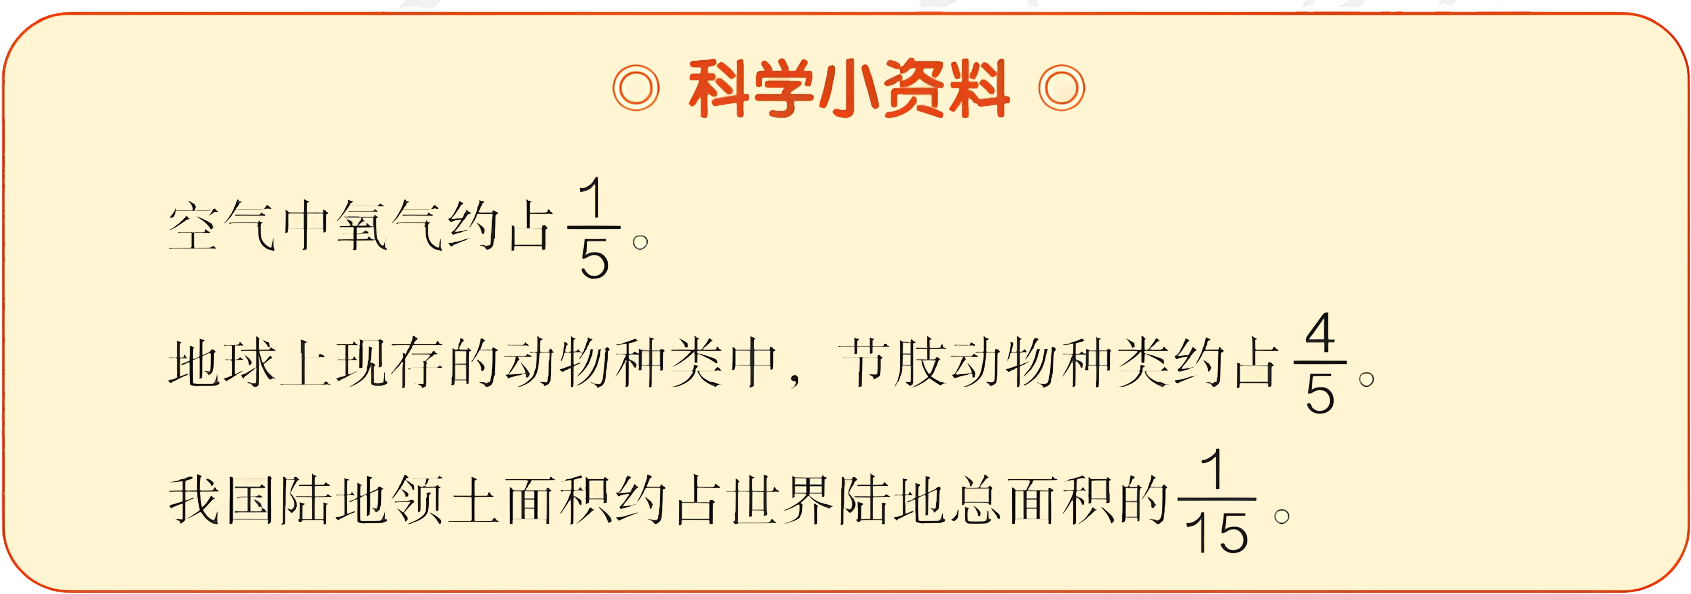 ◎ 科学小资料 ◎
空气中氧气约占1/5。
地球上现存的动物种类中，节肢动物种类约占4/5。
我国陆地领土面积约占世界陆地总面积的1/15。